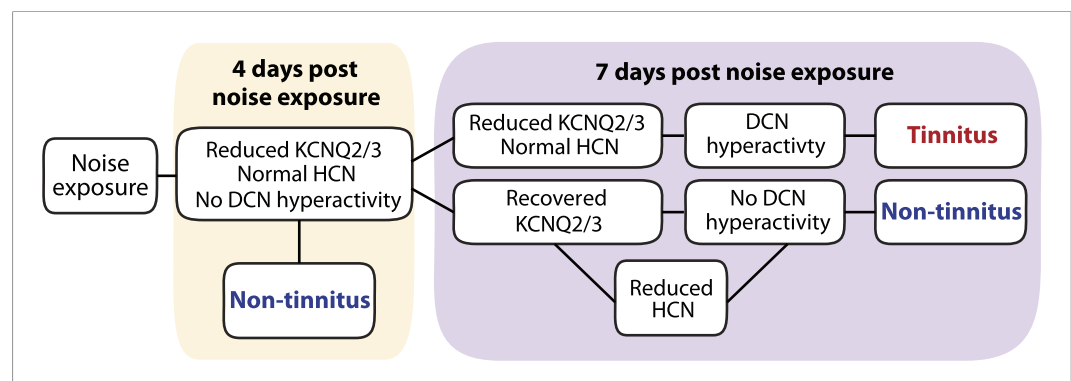 4 days post
noise exposure
7 days post noise exposure
Noise
exposure
Reduced KCNQ2/3
Normal HCN
No DCN hyperactivity
Non-tinnitus
Reduced KCNQ2/3
Normal HCN
DCN
hyperactivty
Tinnitus
Recovered
KCNQ2/3
No DCN
hyperactivity
Non-tinnitus
Reduced
HCN